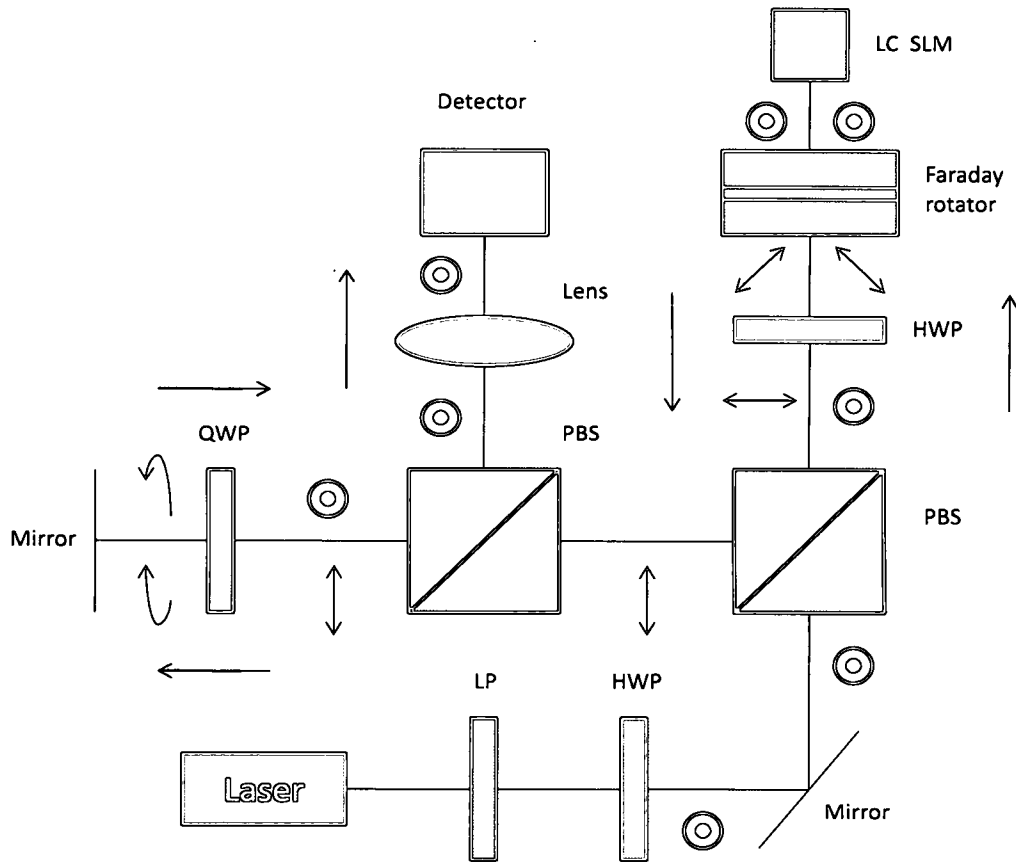 LC SLM
Detector
Faraday
rotator
Lens
HWP
QWP
PBS
PBS
Mirror
LP
HWP
Laser
Mirror